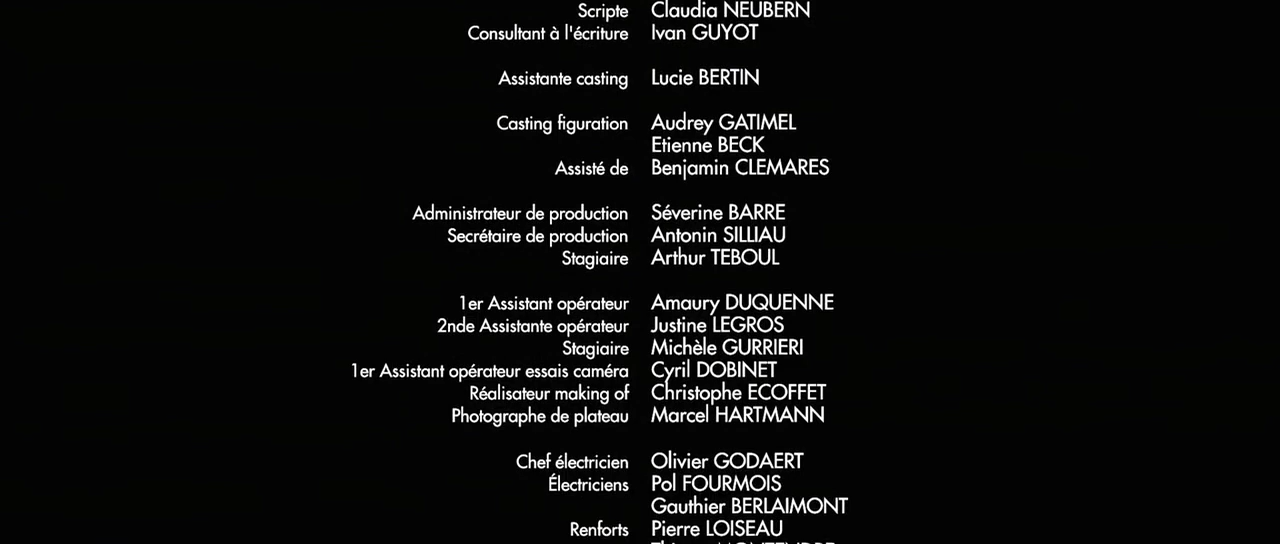 Scripte Claudia NEUBERN
Consultant à l'écriture Ivan GUYOT
Assistante casting Lucie BERTIN
Casting figuration Audrey GATIMEL
Etienne BECK
Assisté de Benjamin CLEMARES
Administrateur de production Séverine BARRE
Secrétaire de production Antonin SILLIAU
Stagiaire Arthur TEBOUL
1er Assistant opérateur Amaury DUQUENNE
2nde Assistante opérateur Justine LEGROS
Stagiaire Michèle GURRIERI
1er Assistant opérateur essais caméra Cyril DOBINET
Réalisateur making of Christophe ECOFFET
Photographe de plateau Marcel HARTMANN
Chef électricien Olivier GODAERT
Électriciens Pol FOURMOIS
Gauthier BERLAIMONT
Renforts Pierre LOISEAU